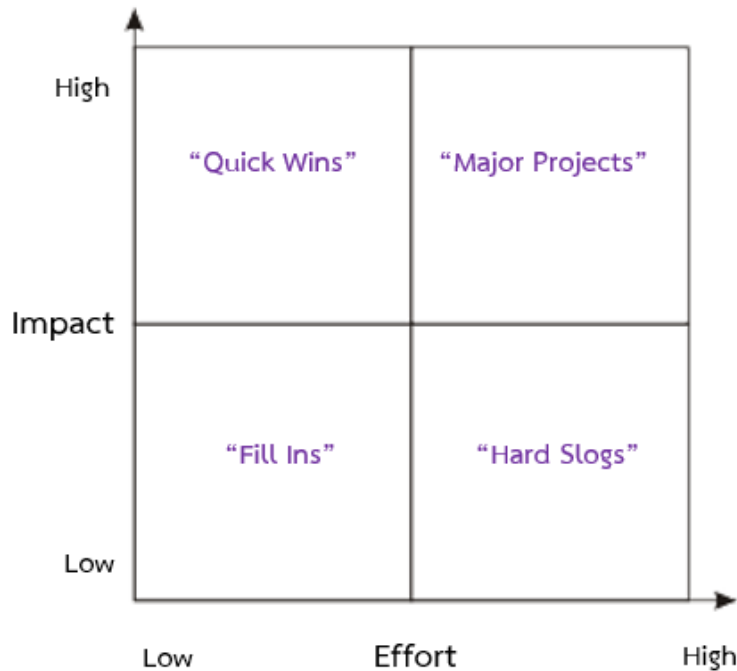 High
“Quick Wins” “Major Projects”
Impact
“Fill Ins” “Hard Slogs”
Low
Low Effort High